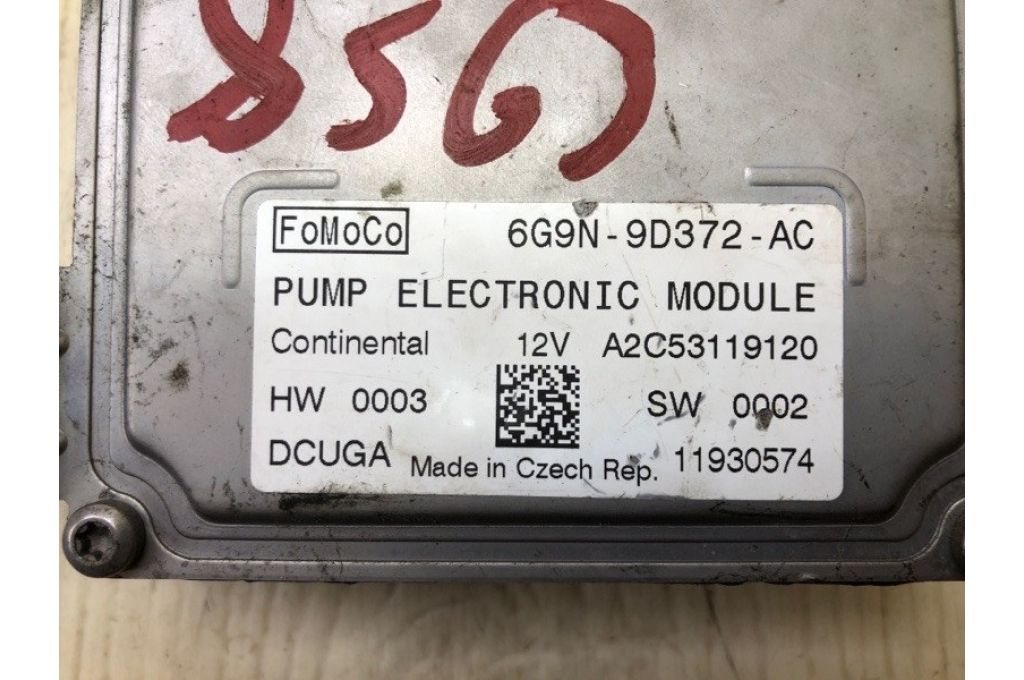 8569
FoMoCo 6G9N-9D372-AC
PUMP ELECTRONIC MODULE
Continental 12V A2C53119120
HW 0003 SW 0002
DCUGA Made in Czech Rep. 11930574